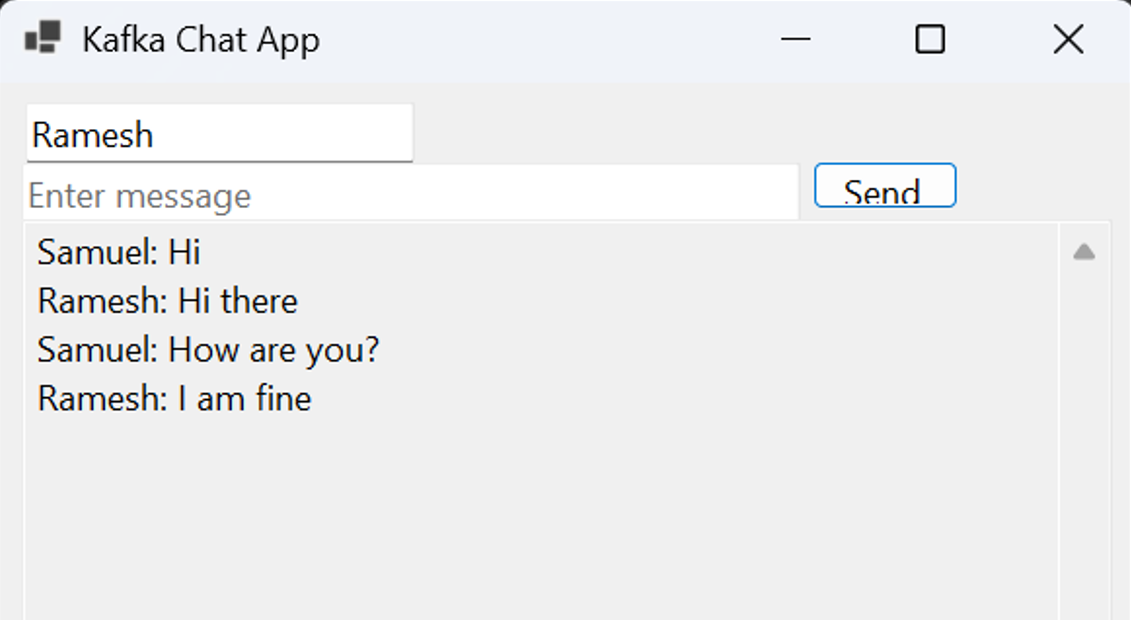 Kafka Chat App
Ramesh
Enter message
Send
Samuel: Hi
Ramesh: Hi there
Samuel: How are you?
Ramesh: I am fine